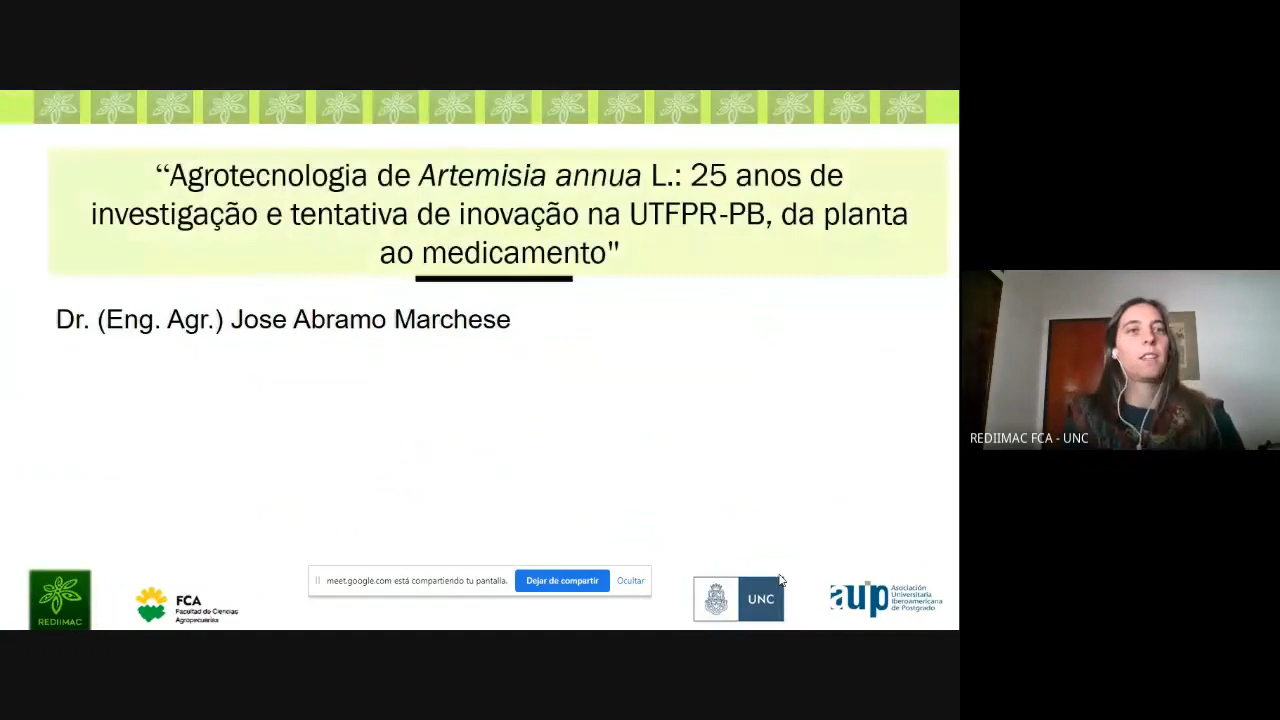 “Agrotecnologia de Artemisia annua L.: 25 anos de
investigação e tentativa de inovação na UTFPR-PB, da planta
ao medicamento"
Dr. (Eng. Agr.) Jose Abramo Marchese
REDIIMAC FCA - UNC
meet.google.com está compartiendo tu pantalla.
Dejar de compartir
Ocultar
REDIIMAC
FCA
Facultad de Ciencias
Agropecuarias
UNC
auip
Asociación
Universitaria
Iberoamericana
de Postgrado